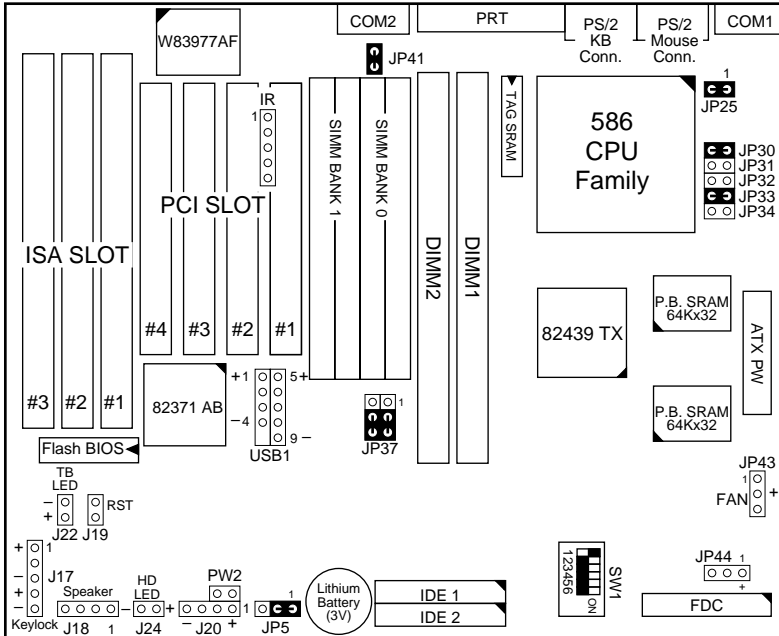 COM2
PRT
PS/2
KB
Conn.
PS/2
Mouse
Conn.
COM1
W83977AF
JP41
IR
1
TAG SRAM
586
CPU
Family
1
JP25
JP30
JP31
JP32
JP33
JP34
ISA SLOT
PCI SLOT
SIMM BANK 1
SIMM BANK 0
DIMM2
DIMM1
#4
#3
#2
#1
#3
#2
#1
82439 TX
P.B. SRAM
64Kx32
P.B. SRAM
64Kx32
ATX PW
82371 AB
+1
5+
−4
9−
USB1
1
JP37
Flash BIOS
TB
LED
−
+
J22
RST
J19
JP43
1
FAN
+
+
1
−
+
−
J17
Keylock
Speaker
J18
1
HD
LED
−
+
J24
PW2
1
−
J20
+
1
JP5
Lithium
Battery
(3V)
IDE 1
IDE 2
123456
ON
SW1
JP44
1
+
FDC